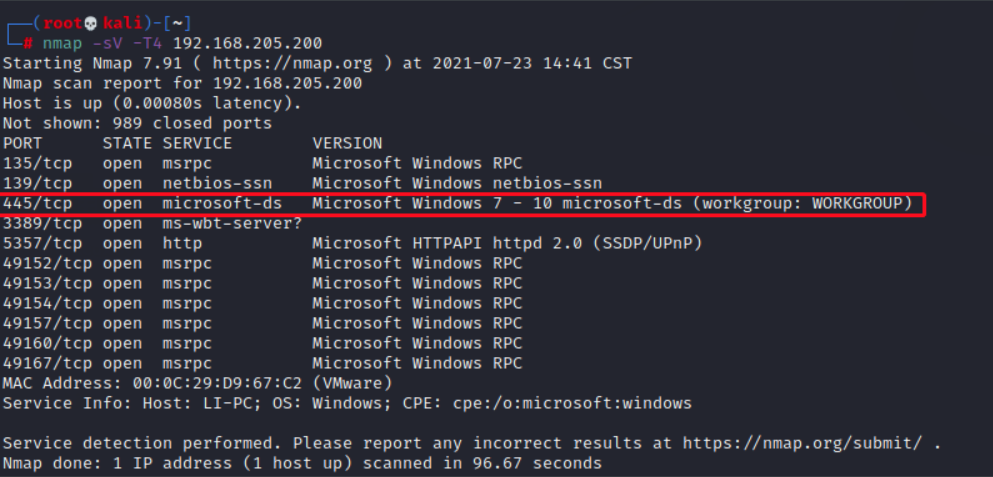 ┌──(root💀kali)-[~]
└─# nmap -sV -T4 192.168.205.200
Starting Nmap 7.91 ( https://nmap.org ) at 2021-07-23 14:41 CST
Nmap scan report for 192.168.205.200
Host is up (0.00080s latency).
Not shown: 989 closed ports
PORT      STATE SERVICE        VERSION
135/tcp   open  msrpc          Microsoft Windows RPC
139/tcp   open  netbios-ssn    Microsoft Windows netbios-ssn
445/tcp   open  microsoft-ds   Microsoft Windows 7 - 10 microsoft-ds (workgroup: WORKGROUP)
3389/tcp  open  ms-wbt-server?
5357/tcp  open  http           Microsoft HTTPAPI httpd 2.0 (SSDP/UPnP)
49152/tcp open  msrpc          Microsoft Windows RPC
49153/tcp open  msrpc          Microsoft Windows RPC
49154/tcp open  msrpc          Microsoft Windows RPC
49157/tcp open  msrpc          Microsoft Windows RPC
49160/tcp open  msrpc          Microsoft Windows RPC
49167/tcp open  msrpc          Microsoft Windows RPC
MAC Address: 00:0C:29:D9:67:C2 (VMware)
Service Info: Host: LI-PC; OS: Windows; CPE: cpe:/o:microsoft:windows

Service detection performed. Please report any incorrect results at https://nmap.org/submit/ .
Nmap done: 1 IP address (1 host up) scanned in 96.67 seconds